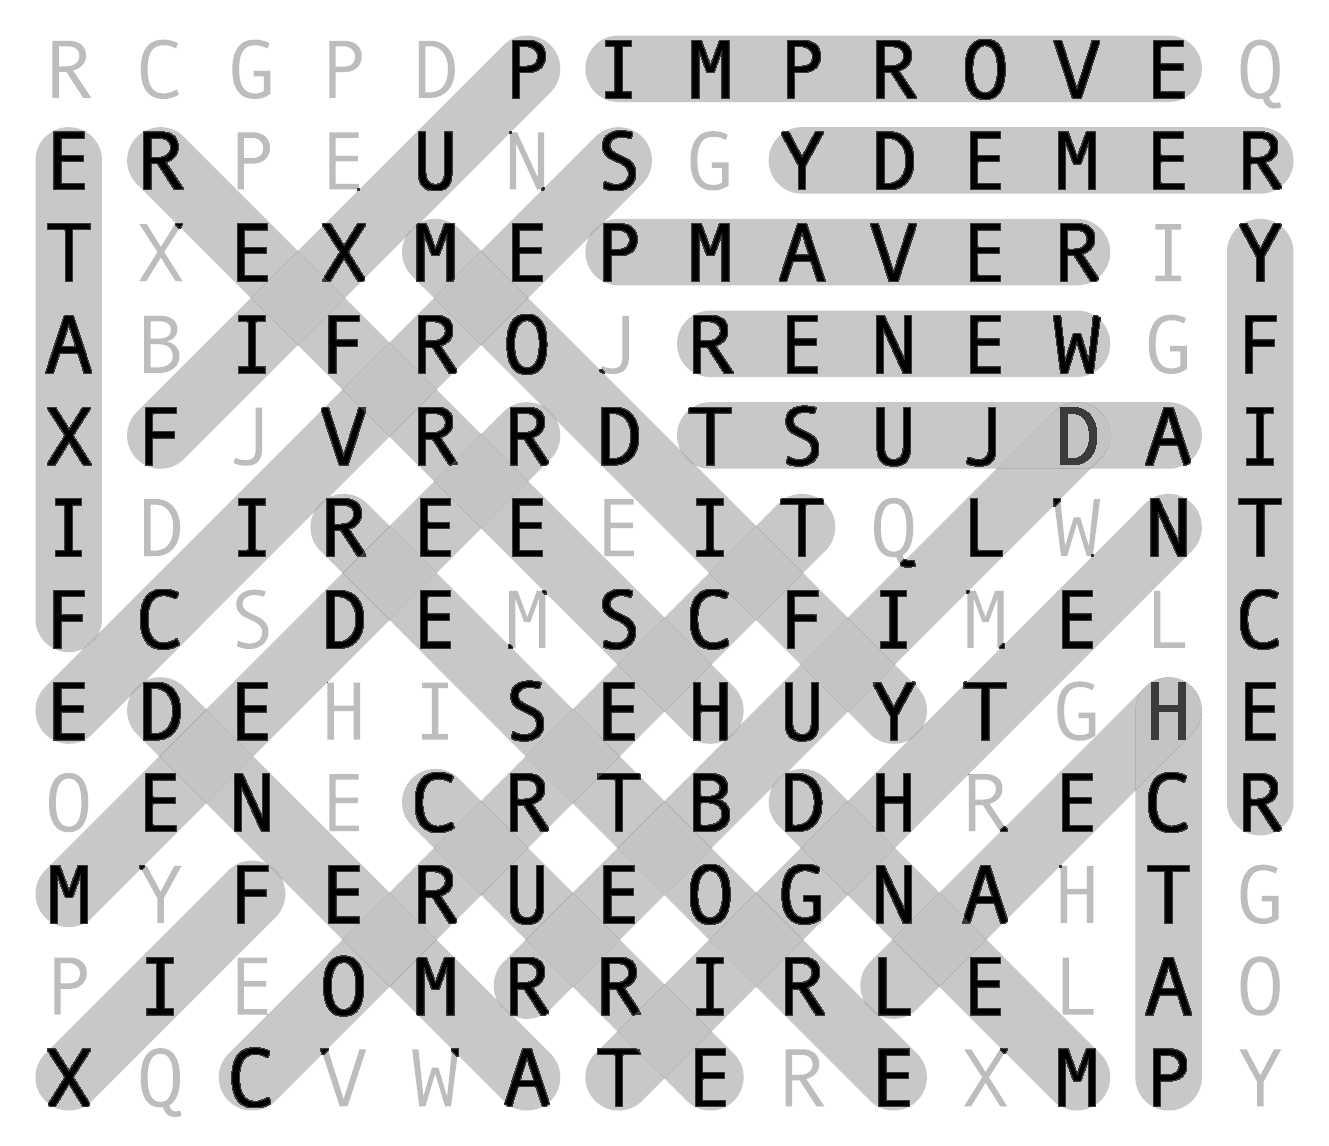 R C G P D P I M P R O V E Q
E R P E U N S G Y D E M E R
T X E X M E P M A V E R I Y
A B I F R O J R E N E W G F
X F J V R R D T S U J D A I
I D I R E E E I T Q L W N T
F C S D E M S C F I M E L C
E D E H I S E H U Y T G H E
O E N E C R T B D H R E C R
M Y F E R U E O G N A H T G
P I E O M R R I R L E L A O
X Q C V W A T E R E X M P Y